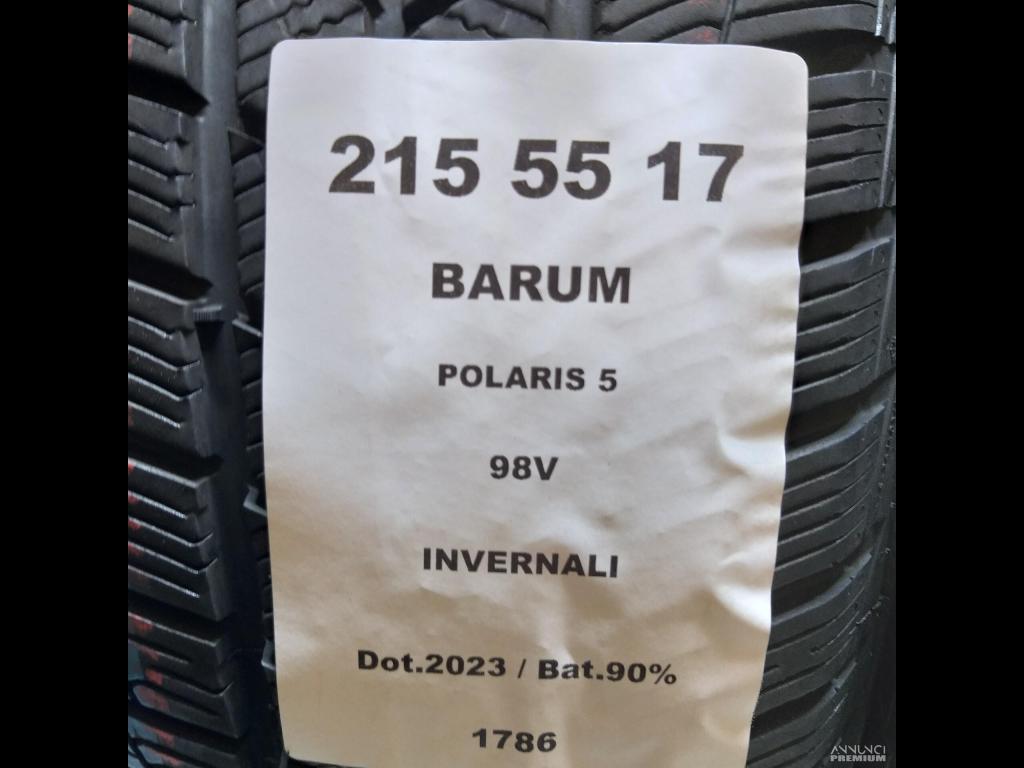 215 55 17
BARUM
POLARIS 5
98V
INVERNALI
Dot.2023 / Bat.90%
1786
ANNUNCI
PREMIUM